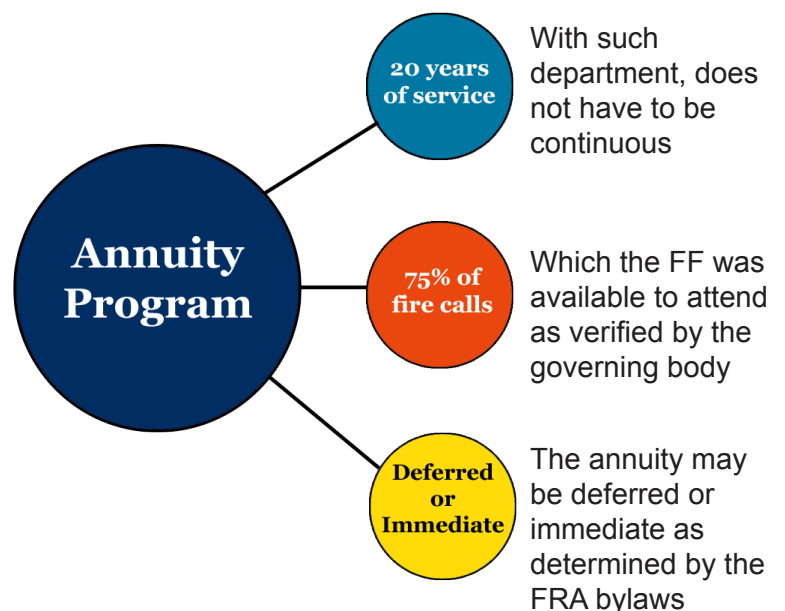 Annuity
Program
20 years
of service
With such
department, does
not have to be
continuous
75% of
fire calls
Which the FF was
available to attend
as verified by the
governing body
Deferred
or
Immediate
The annuity may
be deferred or
immediate as
determined by the
FRA bylaws